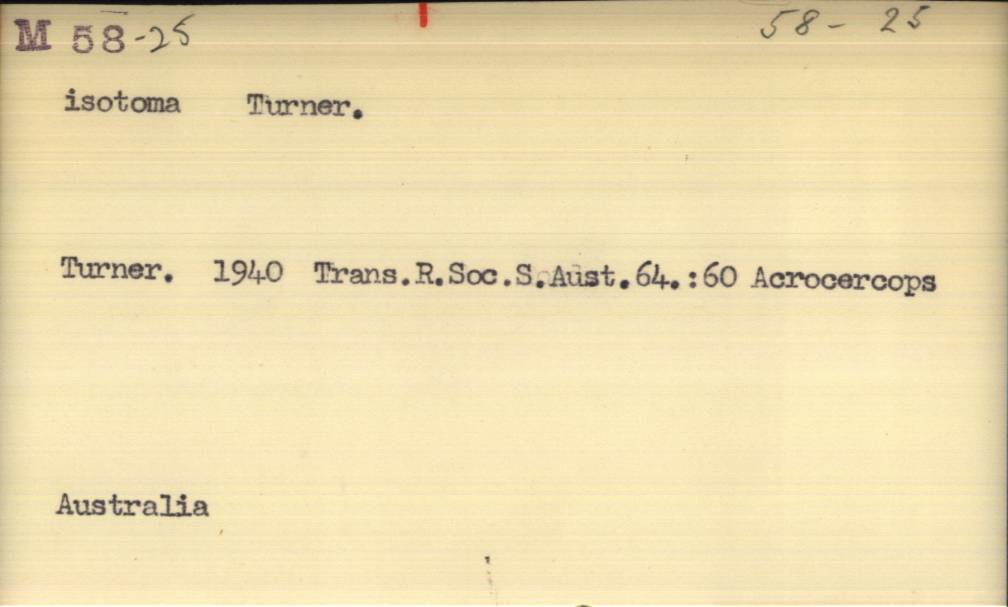 M 58-25 58-25
isotoma Turner.
Turner. 1940 Trans.R.Soc.S.Aust.64.:60 Acrocercops
Australia